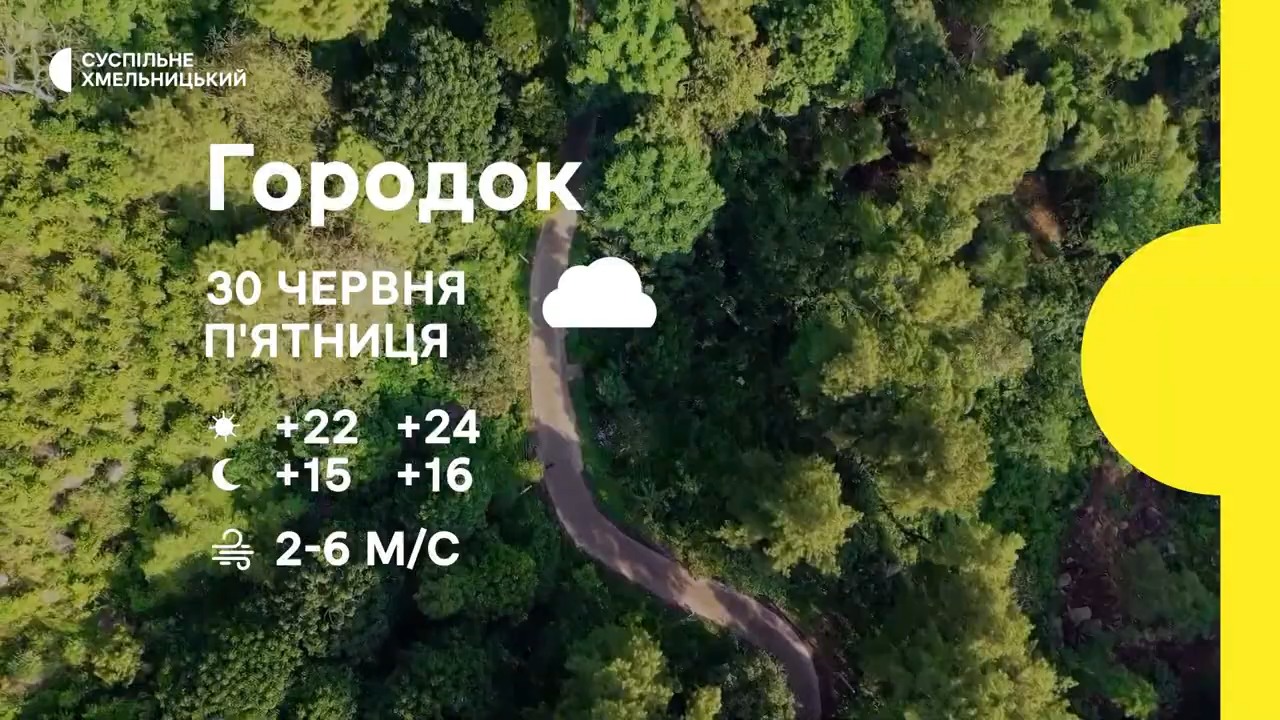 СУСПІЛЬНЕ
ХМЕЛЬНИЦЬКИЙ
Городок
30 ЧЕРВНЯ
П'ЯТНИЦЯ
+22 +24
+15 +16
2-6 М/С